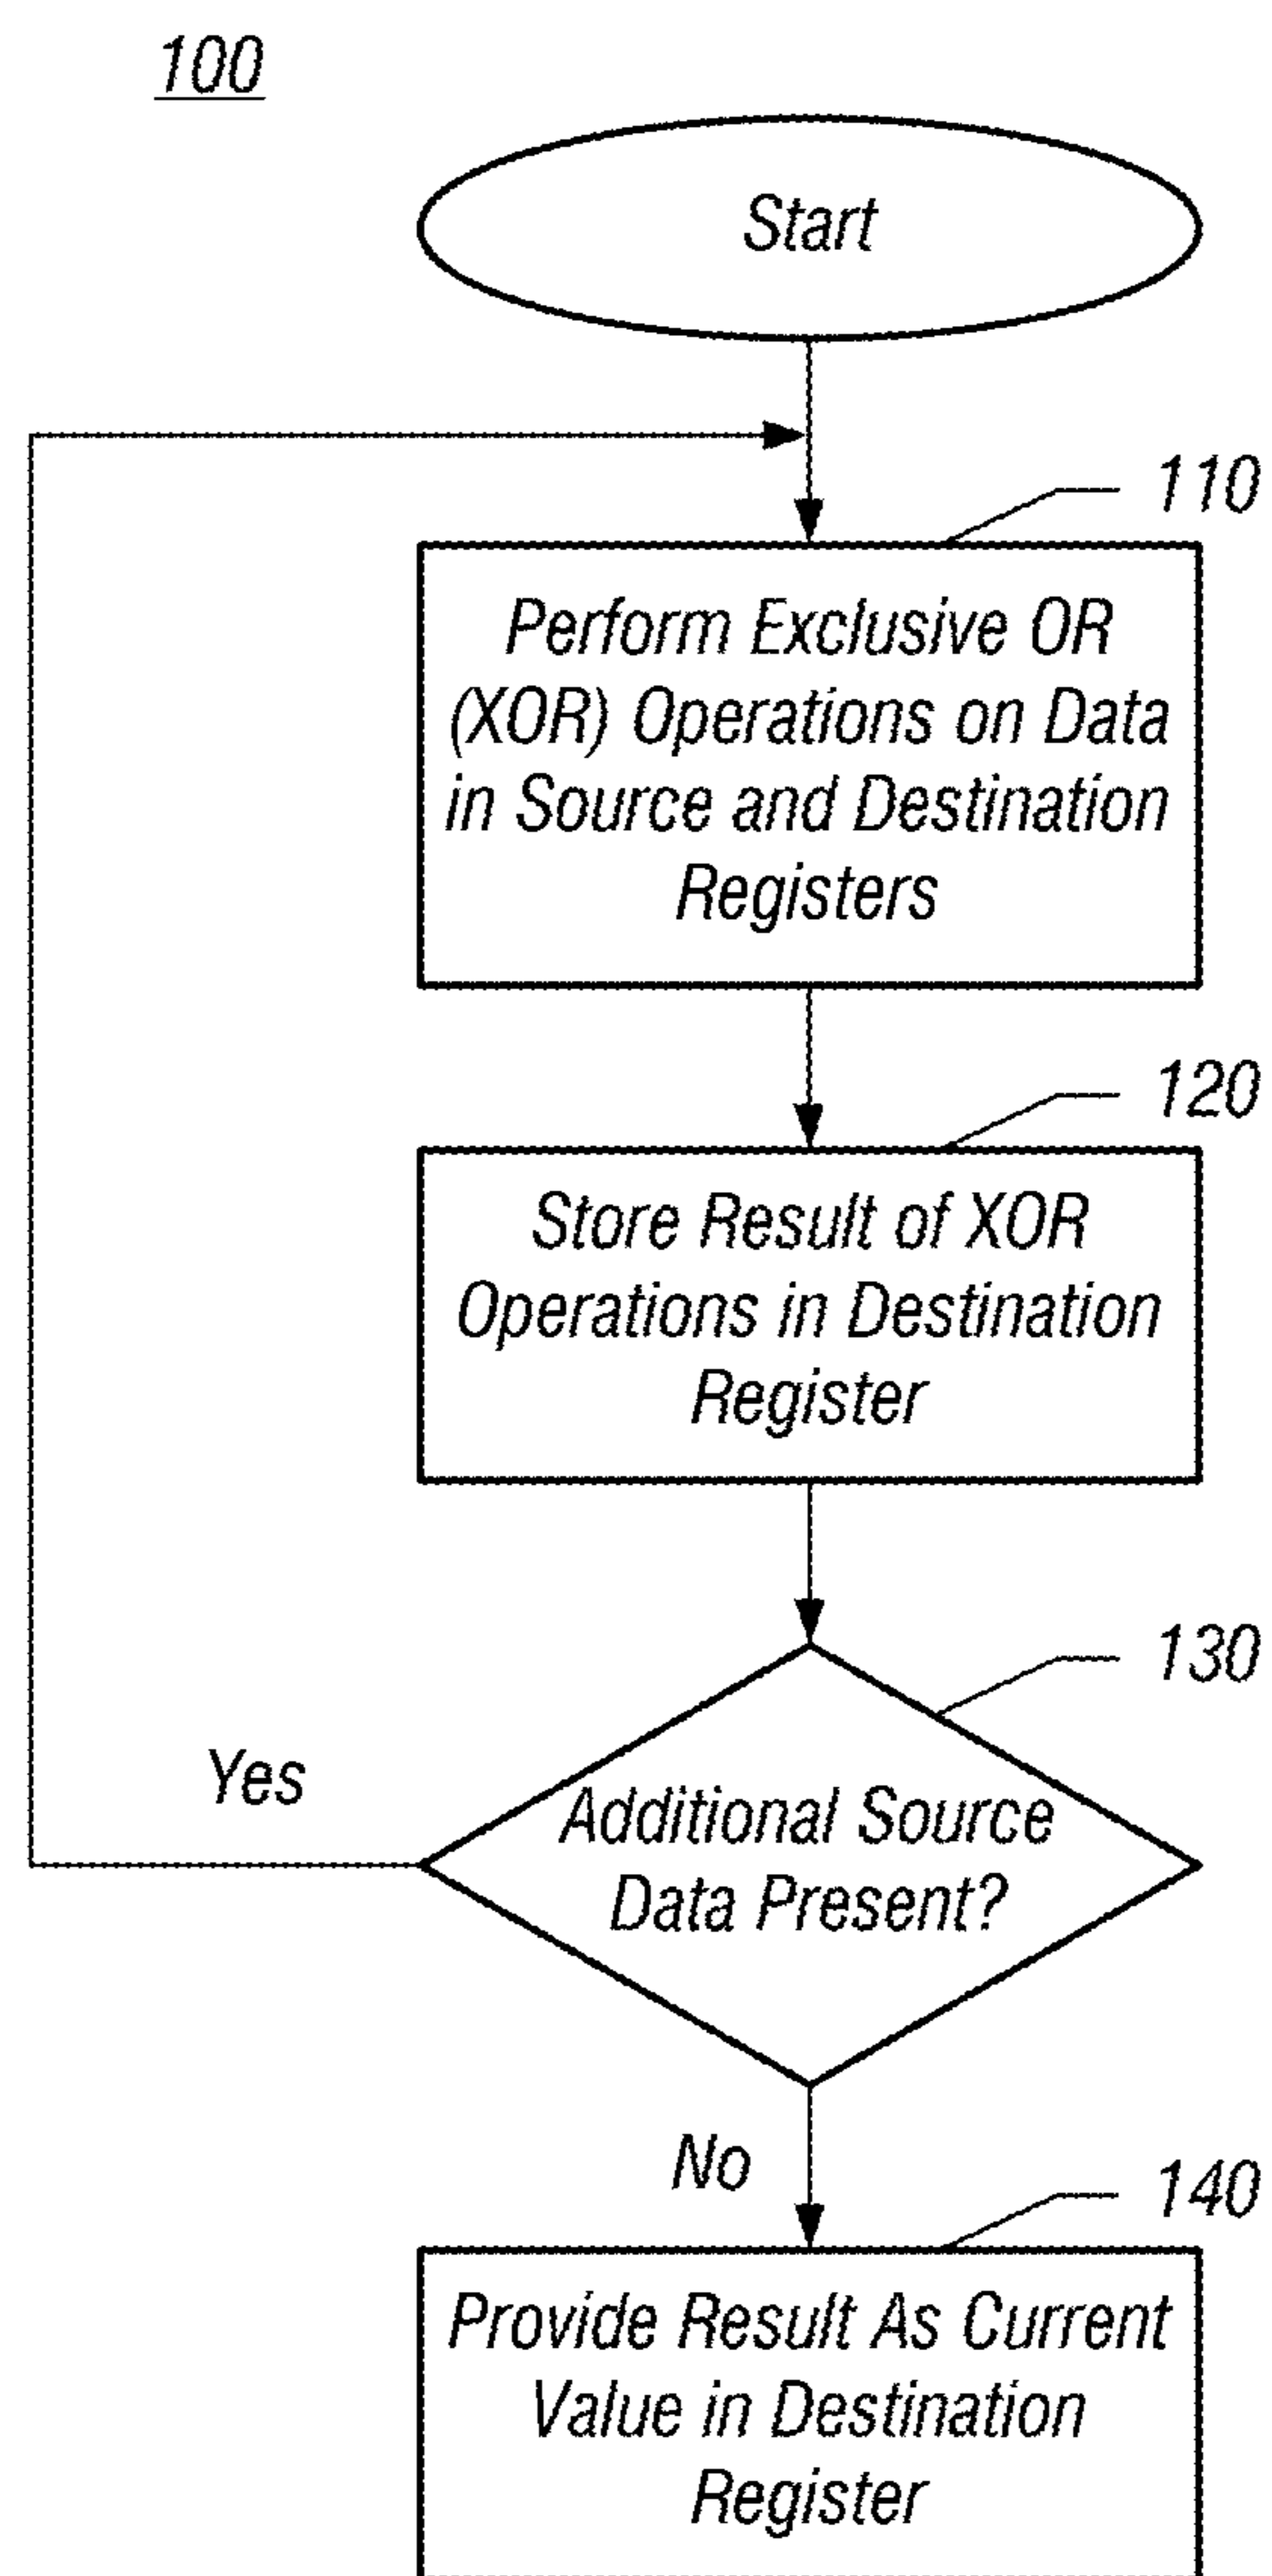 100
Start
110
Perform Exclusive OR
(XOR) Operations on Data
in Source and Destination
Registers
120
Store Result of XOR
Operations in Destination
Register
130
Yes
Additional Source
Data Present?
No
140
Provide Result As Current
Value in Destination
Register